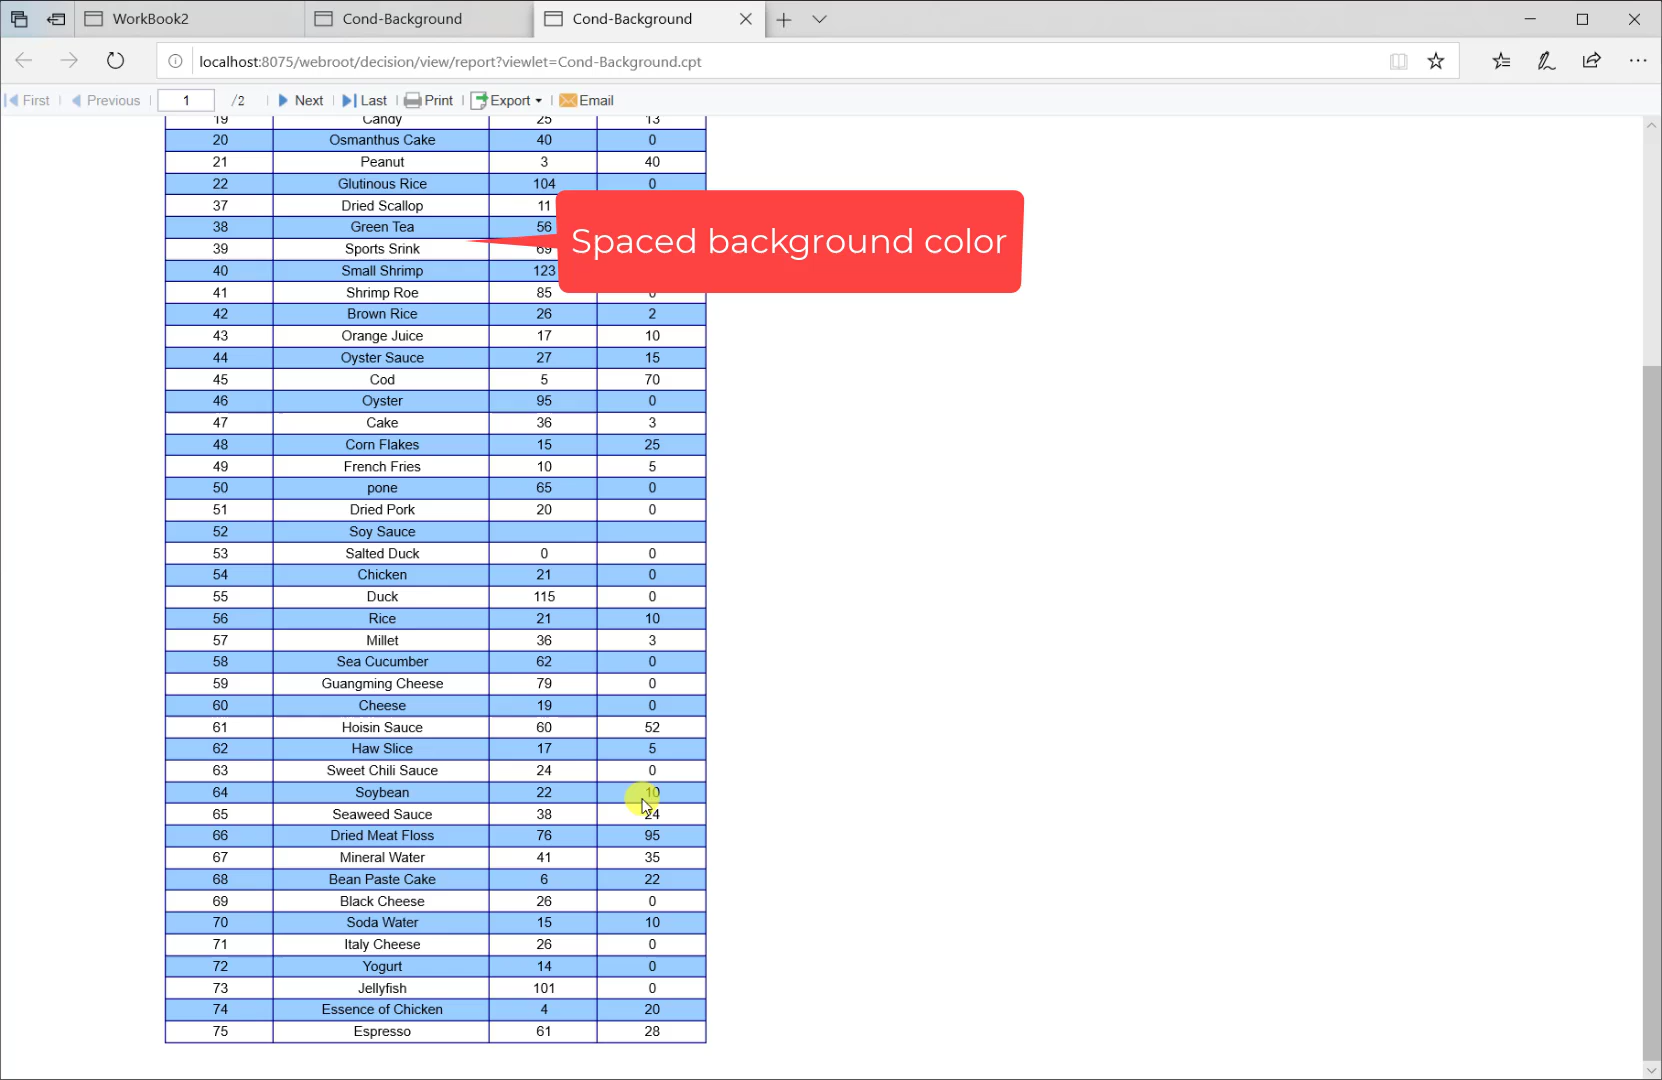 WorkBook2 Cond-Background Cond-Background
localhost:8075/webroot/decision/view/report?viewlet=Cond-Background.cpt
First Previous 1 /2 Next Last Print Export Email
19 Candy 25 13
20 Osmanthus Cake 40 0
21 Peanut 3 40
22 Glutinous Rice 104 0
37 Dried Scallop 11
38 Green Tea 56
Spaced background color
39 Sports Srink 69
40 Small Shrimp 123
41 Shrimp Roe 85 0
42 Brown Rice 26 2
43 Orange Juice 17 10
44 Oyster Sauce 27 15
45 Cod 5 70
46 Oyster 95 0
47 Cake 36 3
48 Corn Flakes 15 25
49 French Fries 10 5
50 pone 65 0
51 Dried Pork 20 0
52 Soy Sauce
53 Salted Duck 0 0
54 Chicken 21 0
55 Duck 115 0
56 Rice 21 10
57 Millet 36 3
58 Sea Cucumber 62 0
59 Guangming Cheese 79 0
60 Cheese 19 0
61 Hoisin Sauce 60 52
62 Haw Slice 17 5
63 Sweet Chili Sauce 24 0
64 Soybean 22 10
65 Seaweed Sauce 38 24
66 Dried Meat Floss 76 95
67 Mineral Water 41 35
68 Bean Paste Cake 6 22
69 Black Cheese 26 0
70 Soda Water 15 10
71 Italy Cheese 26 0
72 Yogurt 14 0
73 Jellyfish 101 0
74 Essence of Chicken 4 20
75 Espresso 61 28